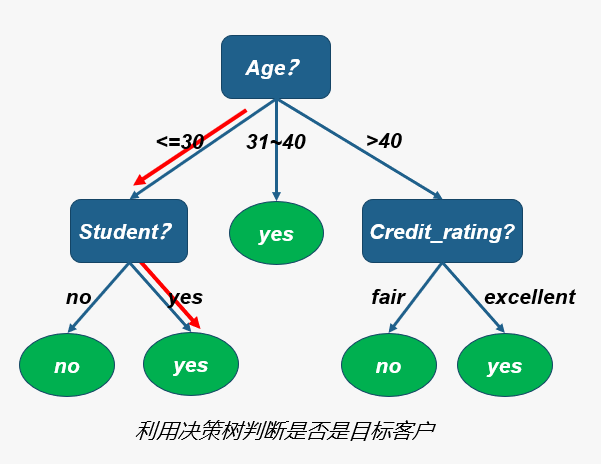 Age?
<=30
31~40
>40
Student?
yes
Credit_rating?
no
yes
fair
excellent
no
yes
no
yes
利用决策树判断是否是目标客户